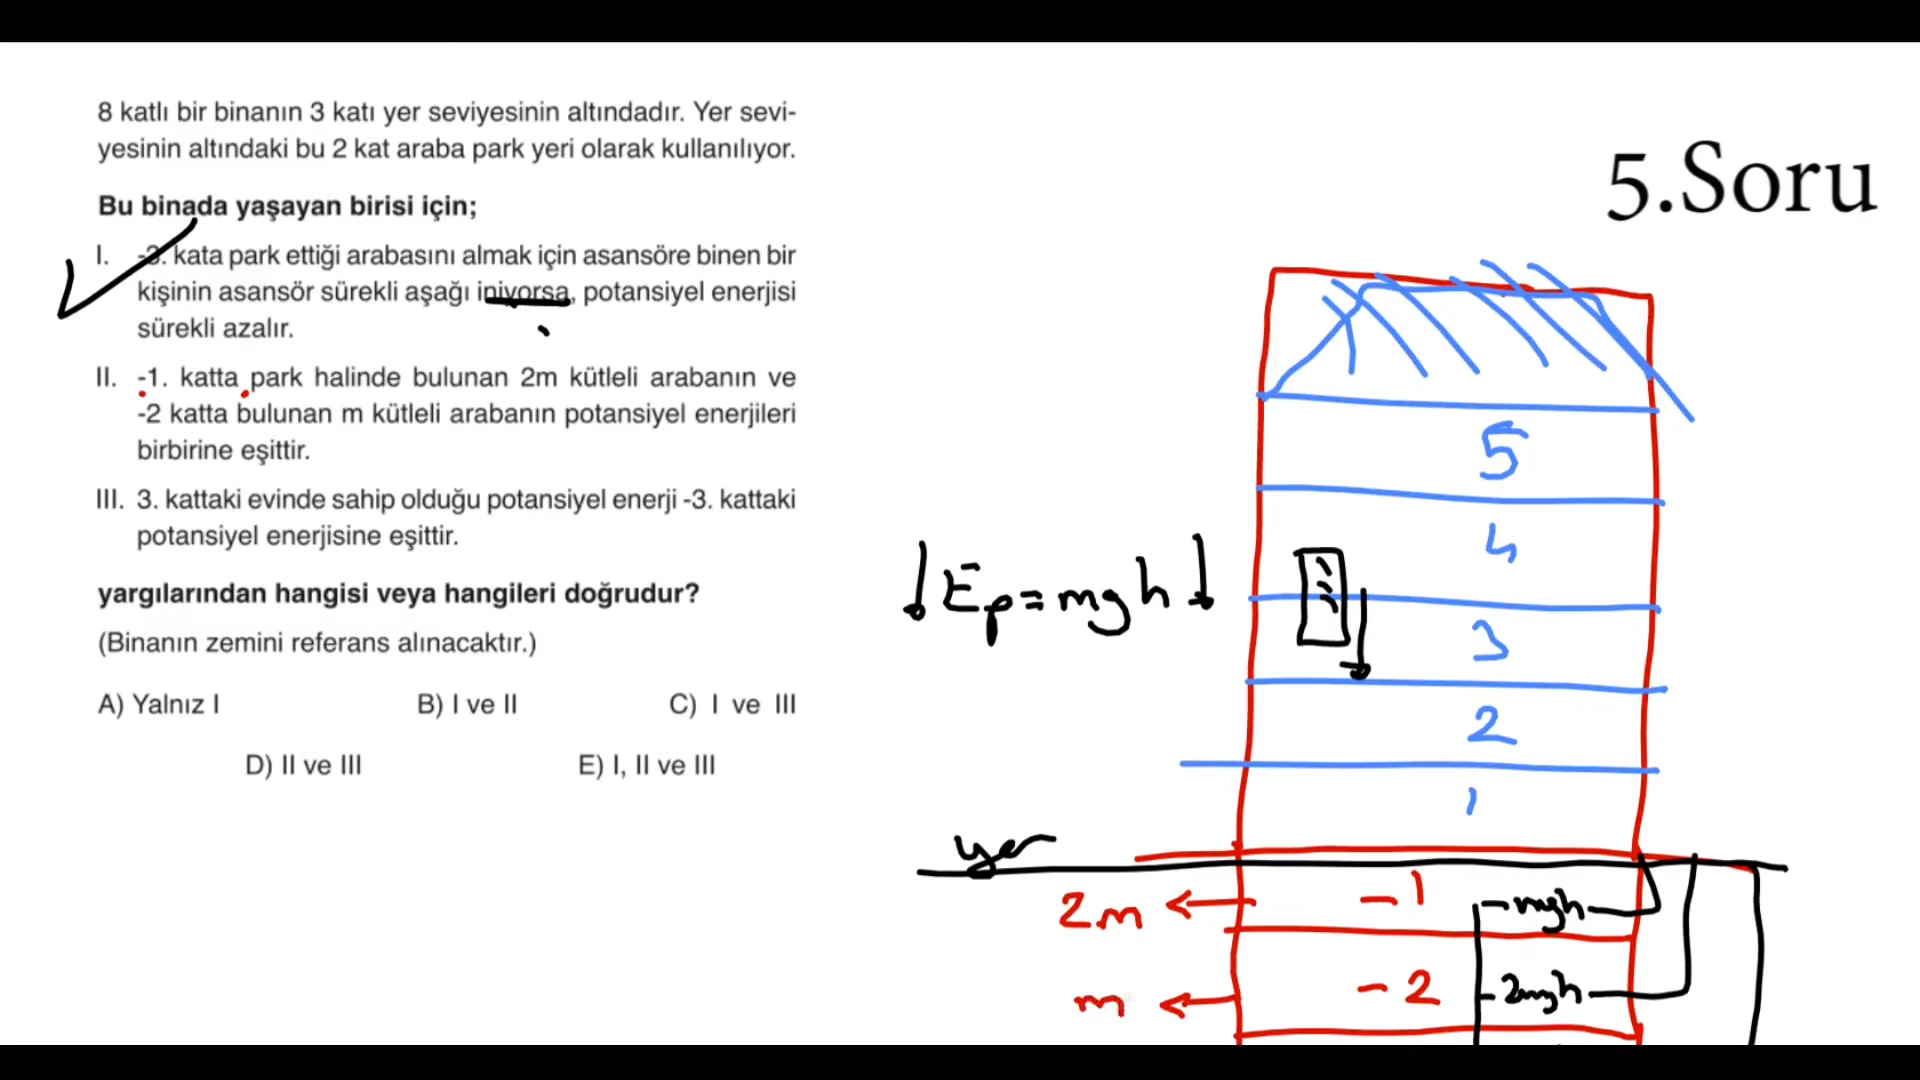 8 katlı bir binanın 3 katı yer seviyesinin altındadır. Yer sevi-
yesinin altındaki bu 2 kat araba park yeri olarak kullanılıyor.
Bu binada yaşayan birisi için;
I. -3. kata park ettiği arabasını almak için asansöre binen bir
kişinin asansör sürekli aşağı iniyorsa, potansiyel enerjisi
sürekli azalır.
II. -1. katta park halinde bulunan 2m kütleli arabanın ve
-2 katta bulunan m kütleli arabanın potansiyel enerjileri
birbirine eşittir.
III. 3. kattaki evinde sahip olduğu potansiyel enerji -3. kattaki
potansiyel enerjisine eşittir.
yargılarından hangisi veya hangileri doğrudur?
(Binanın zemini referans alınacaktır.)
A) Yalnız I B) I ve II C) I ve III
D) II ve III E) I, II ve III
5.Soru
5
4
↓ Ep = mgh ↓
3
2
1
yer
2m ← -1 -mgh
m ← -2 -2mgh